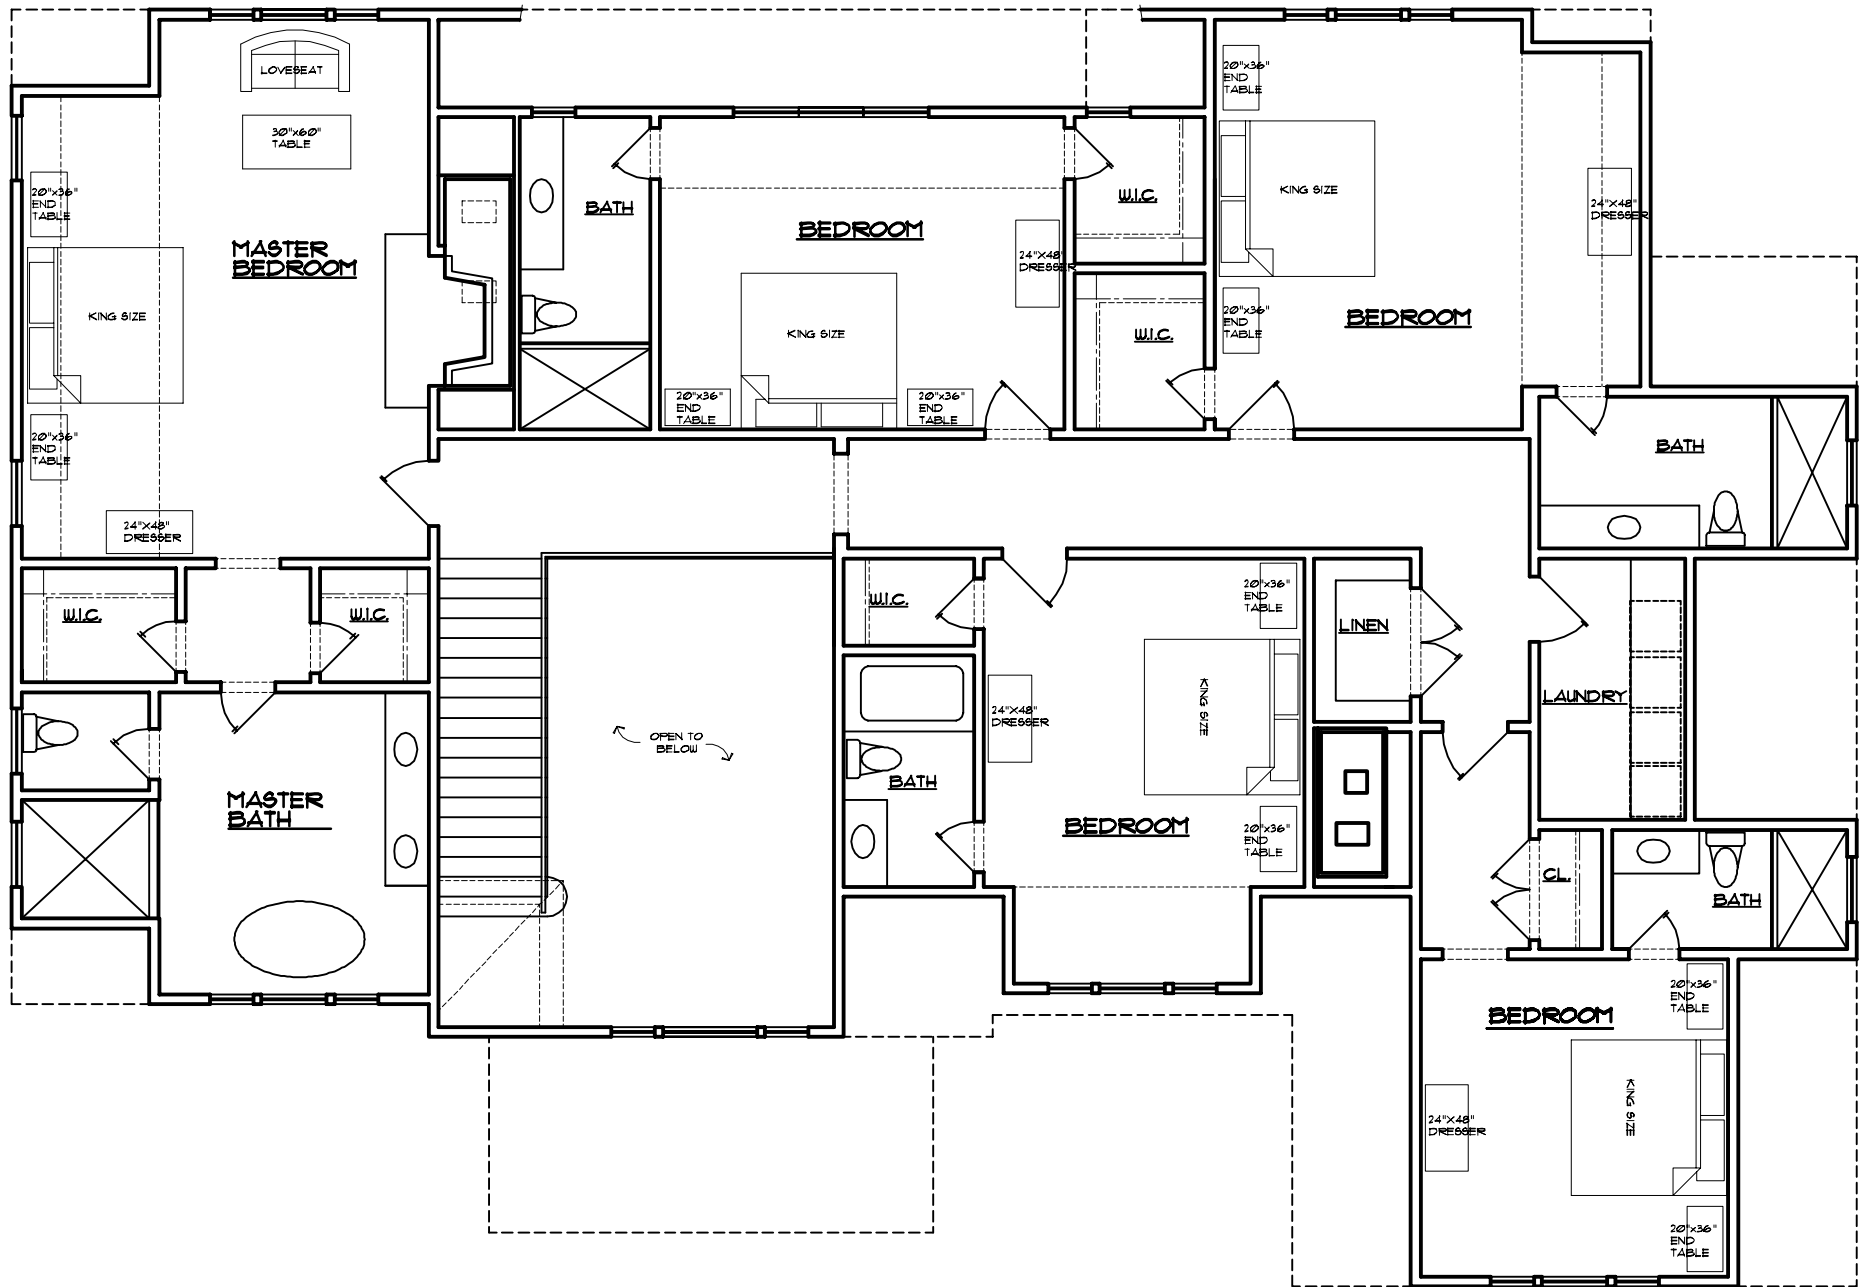 LOVESEAT
30"x60"
TABLE
20"x36"
END
TABLE
MASTER
BEDROOM
KING SIZE
20"x36"
END
TABLE
24"X48"
DRESSER
W.I.C.
W.I.C.
MASTER
BATH
BATH
BEDROOM
24"X48"
DRESSER
KING SIZE
20"x36"
END
TABLE
20"x36"
END
TABLE
W.I.C.
W.I.C.
20"x36"
END
TABLE
KING SIZE
24"X48"
DRESSER
20"x36"
END
TABLE
BEDROOM
BATH
OPEN TO
BELOW
W.I.C.
BATH
20"x36"
END
TABLE
KING SIZE
24"X48"
DRESSER
BEDROOM
20"x36"
END
TABLE
LINEN
LAUNDRY
CL.
BATH
20"x36"
END
TABLE
BEDROOM
KING SIZE
24"X48"
DRESSER
20"x36"
END
TABLE